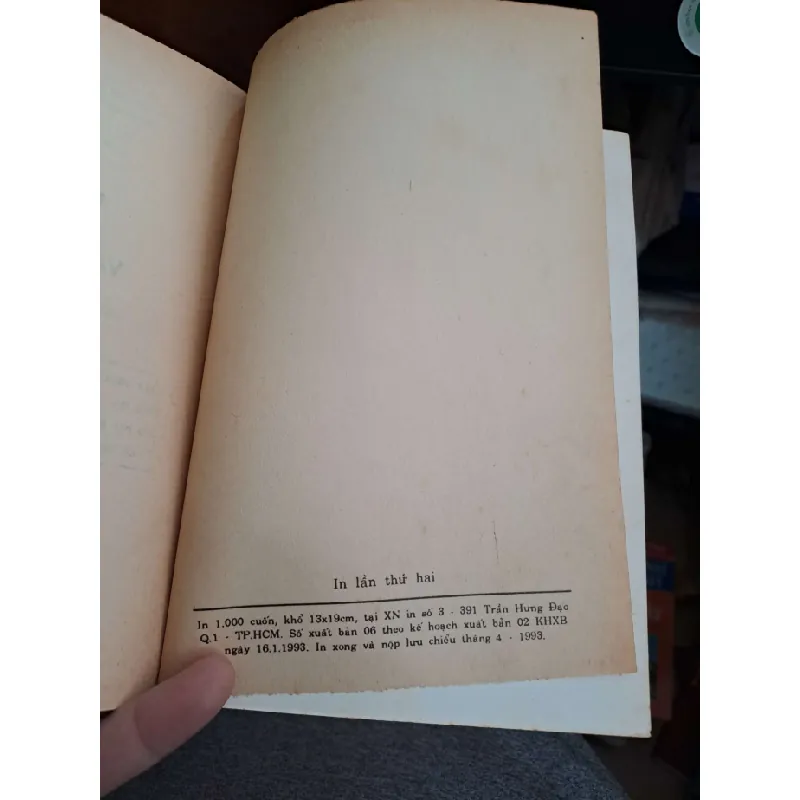 In lần thứ hai
In 1.000 cuốn, khổ 13x19cm, tại XN in số 3 - 391 Trần Hưng Đạo
Q.1 - TP.HCM. Số xuất bản 06 theo kế hoạch xuất bản 02 KHXB
ngày 16.1.1993. In xong và nộp lưu chiểu tháng 4 - 1993.